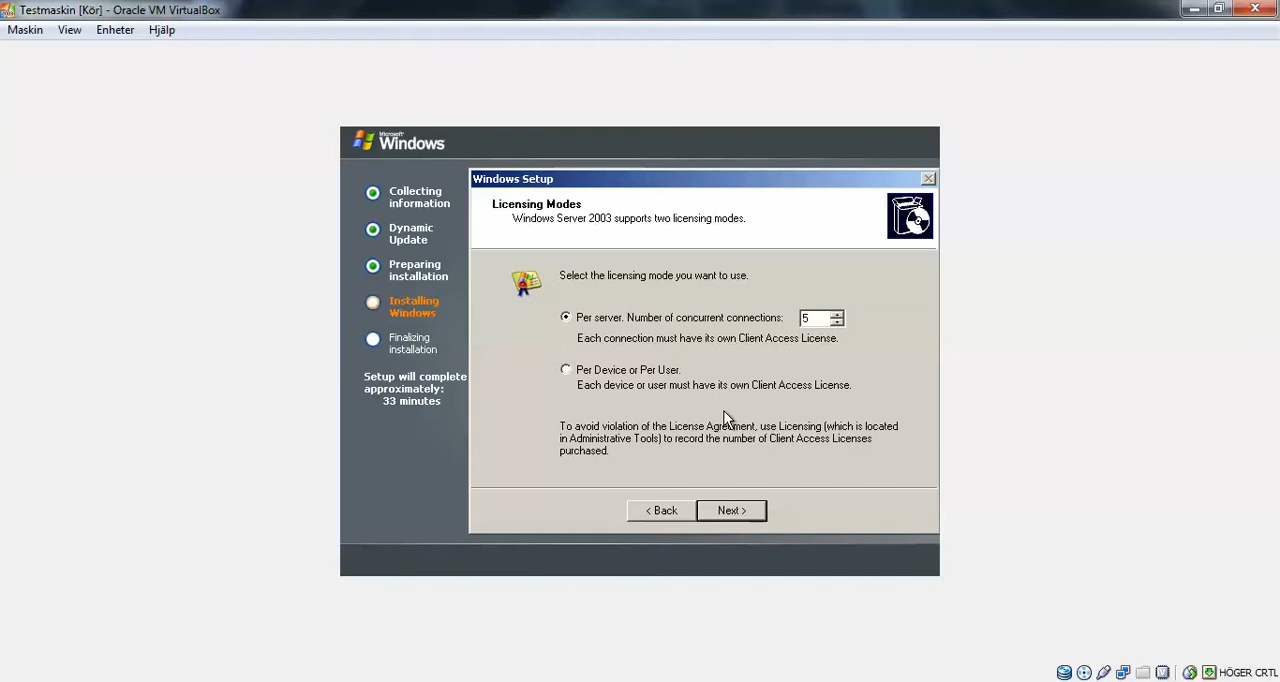 Testmaskin [Kör] - Oracle VM VirtualBox
Maskin View Enheter Hjälp
Microsoft
Windows
Collecting
information
Dynamic
Update
Preparing
installation
Installing
Windows
Finalizing
installation
Setup will complete
approximately:
33 minutes
Windows Setup
Licensing Modes
Windows Server 2003 supports two licensing modes.
Select the licensing mode you want to use.
Per server. Number of concurrent connections: 5
Each connection must have its own Client Access License.
Per Device or Per User.
Each device or user must have its own Client Access License.
To avoid violation of the License Agreement, use Licensing (which is located
in Administrative Tools) to record the number of Client Access Licenses
purchased.
< Back Next >
HÖGER CRTL